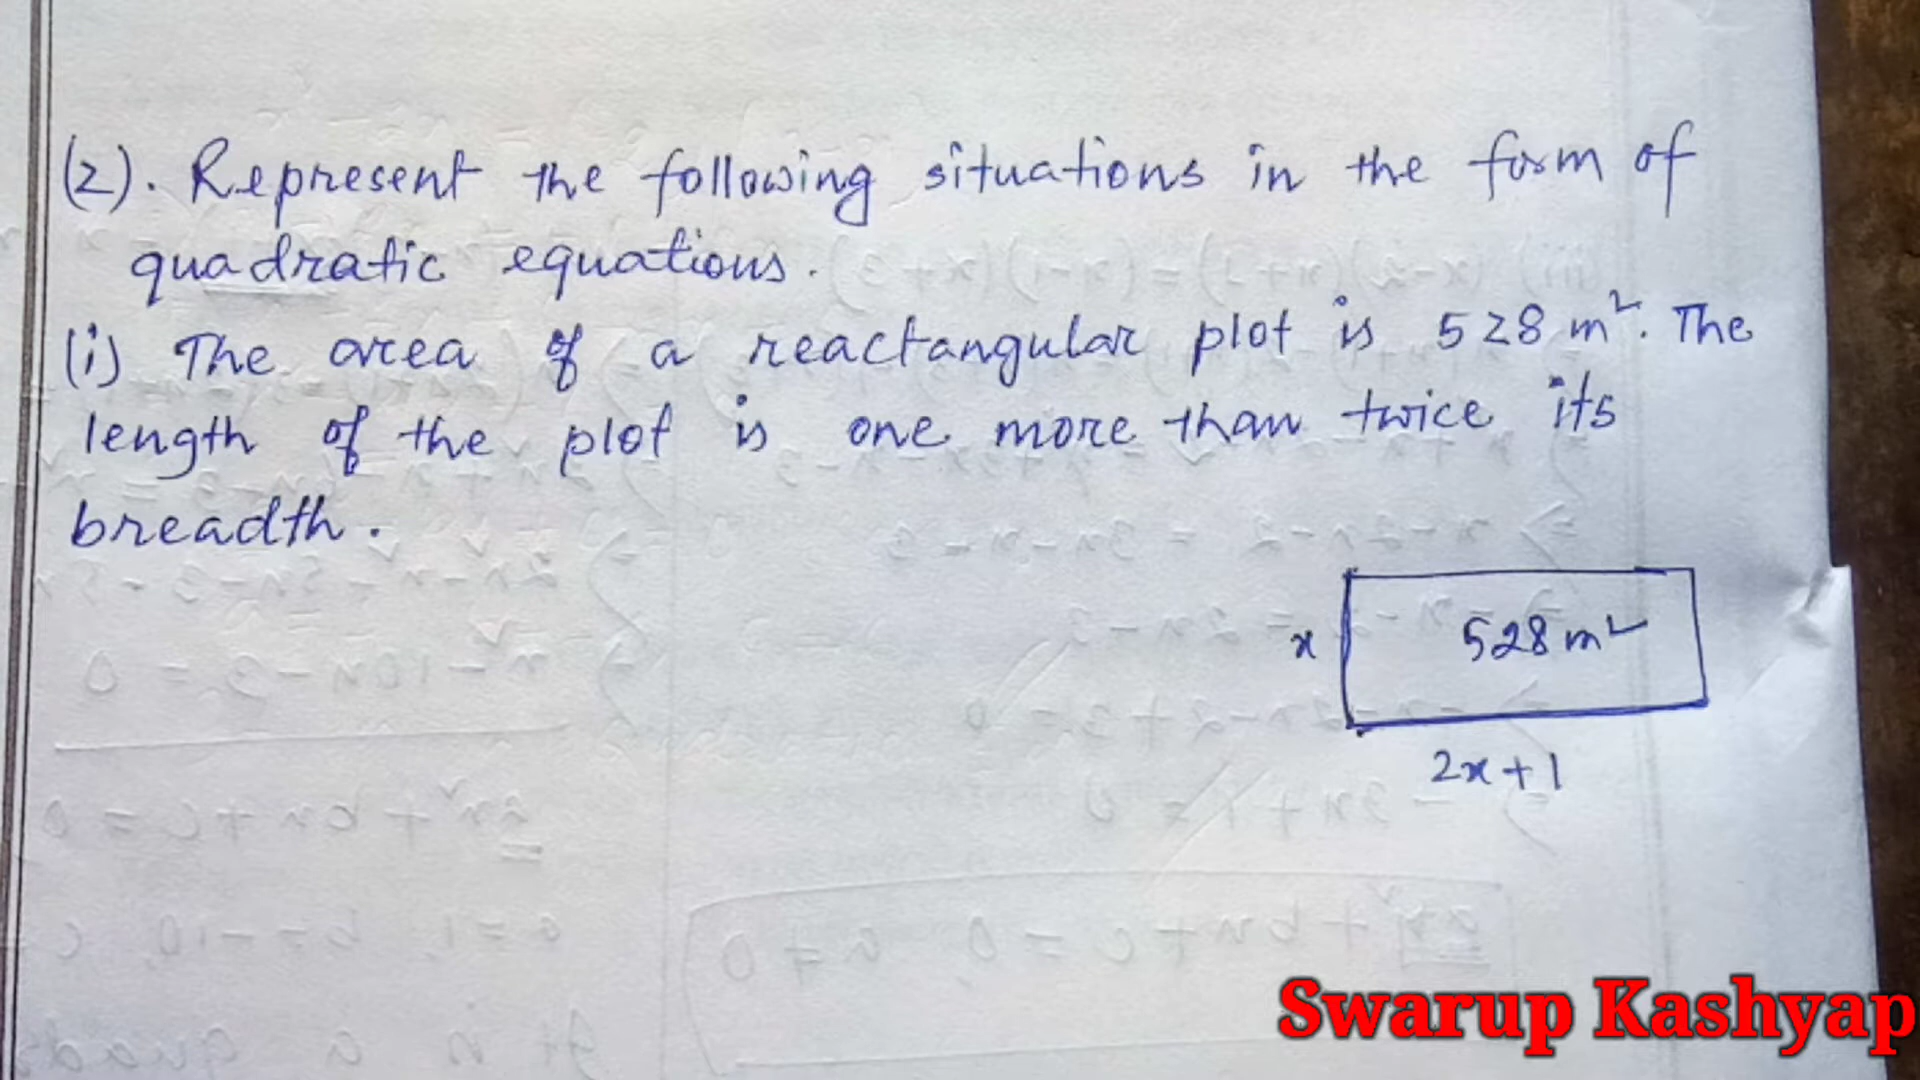 (2). Represent the following situations in the form of
quadratic equations.
(i) The area of a reactangular plot is 528 m². The
length of the plot is one more than twice its
breadth.
x
528 m²
2x+1
Swarup Kashyap